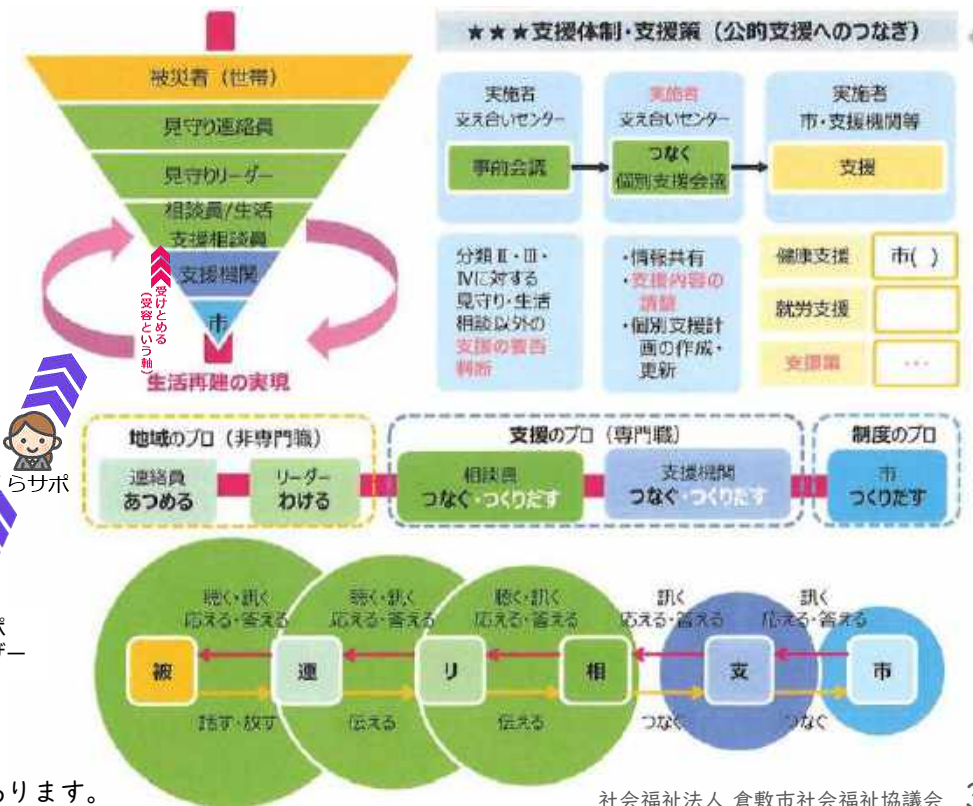 ★★★支援体制・支援策(公的支援へのつなぎ)
被災者(世帯)
見守り連絡員
見守りリーダー
相談員/生活
支援相談員
支援機関
市
受けとめる
(受容という軸)
生活再建の実現
実施者
支え合いセンター
事前会議
実施者
支え合いセンター
つなぐ
個別支援会議
実施者
市・支援機関等
支援
分類Ⅱ・Ⅲ・
Ⅳに対する
見守り・生活
相談以外の
支援の要否
判断
・情報共有
・支援内容の
・個別支援計
画の作成・
更新
健康支援
市( )
就労支援
支援策
…
らサポ
地域のプロ(非専門職)
連絡員
あつめる
リーダー
わける
支援のプロ(専門職)
相談員
つなぐ・つくりだす
支援機関
つなぐ・つくりだす
制度のプロ
市
つくりだす
聴く・訊く
応える・答える
聴く・訊く
応える・答える
聴く・訊く
応える・答える
訊く
応える・答える
訊く
応える・答える
被
連
リ
相
支
市
話す・放す
伝える
伝える
つなぐ
つなぐ
あります。
社会福祉法人 倉敷市社会福祉協議会